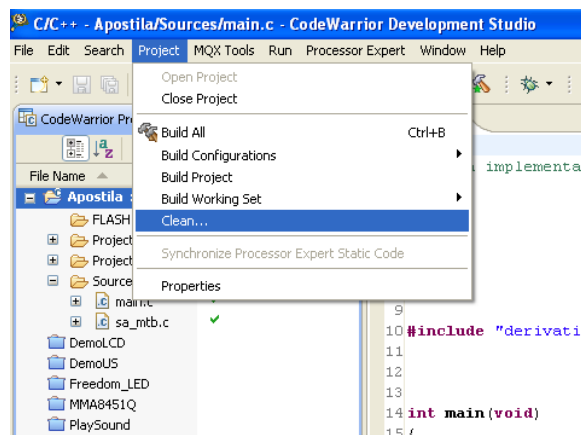 C/C++ - Apostila/Sources/main.c - CodeWarrior Development Studio
File Edit Search Project MQX Tools Run Processor Expert Window Help
Open Project
Close Project
CodeWarrior Pr
Build All Ctrl+B
Build Configurations
implementa
File Name
Build Project
Build Working Set
Apostila
Clean...
FLASH
Project
Synchronize Processor Expert Static Code
Project
Source
Properties
main.c
9
sa_mtb.c
10 #include "derivati
DemoLCD
11
DemoUS
12
Freedom_LED
13
MMA8451Q
14 int main(void)
PlaySound
15 {